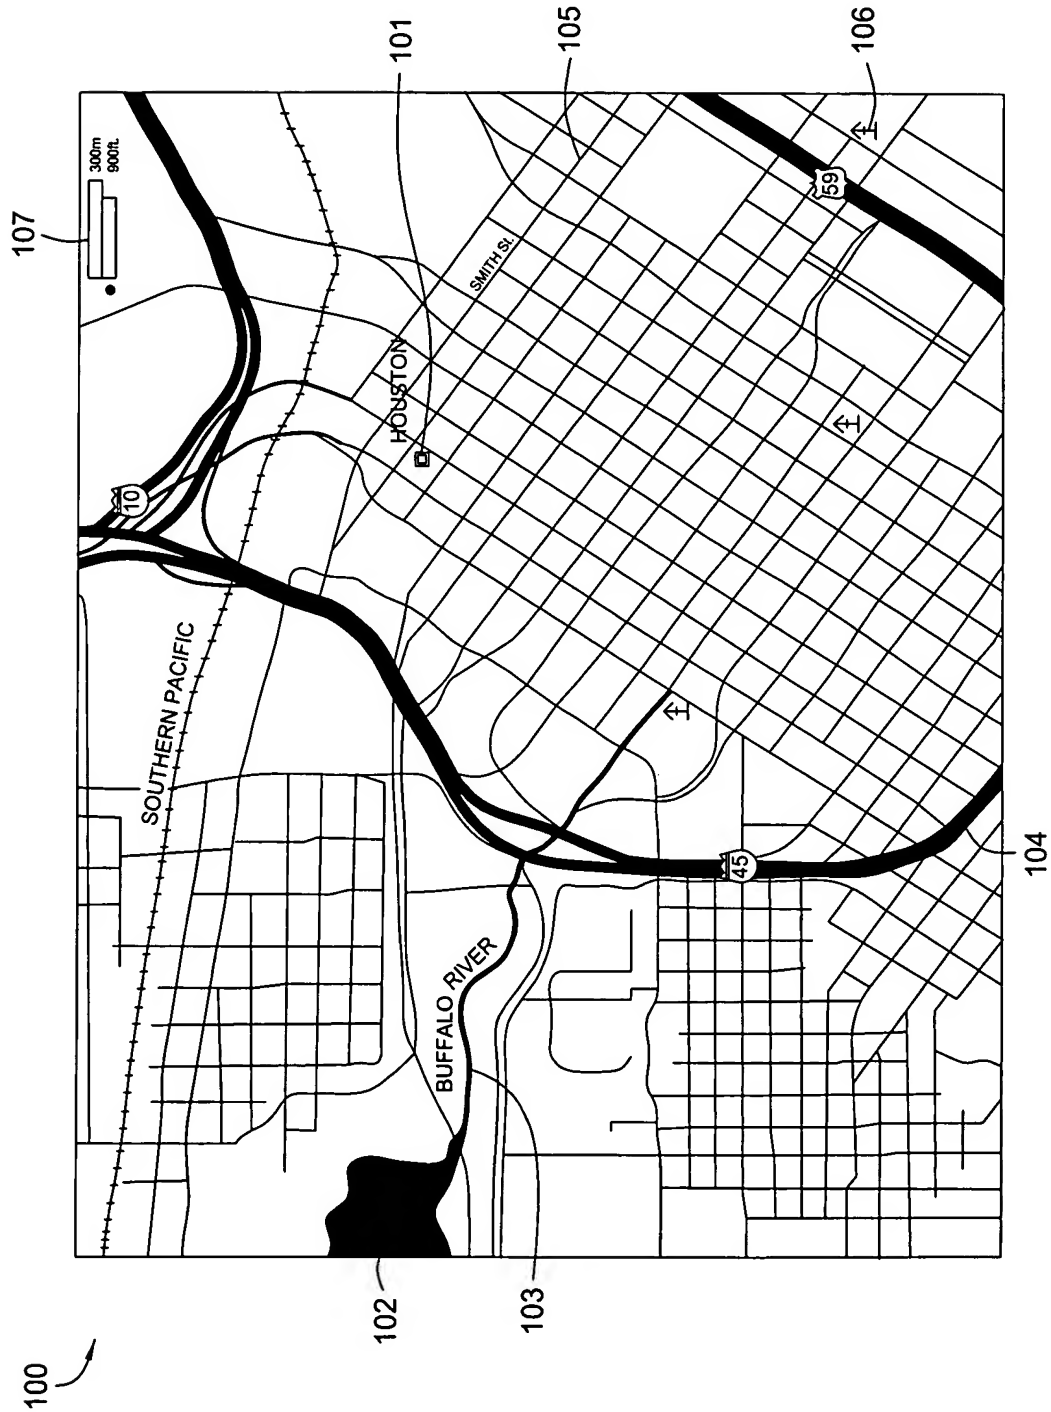 107
100
300m
900ft.
10
SOUTHERN PACIFIC
102
HOUSTON
101
BUFFALO RIVER
SMITH St.
103
105
45
59
106
104